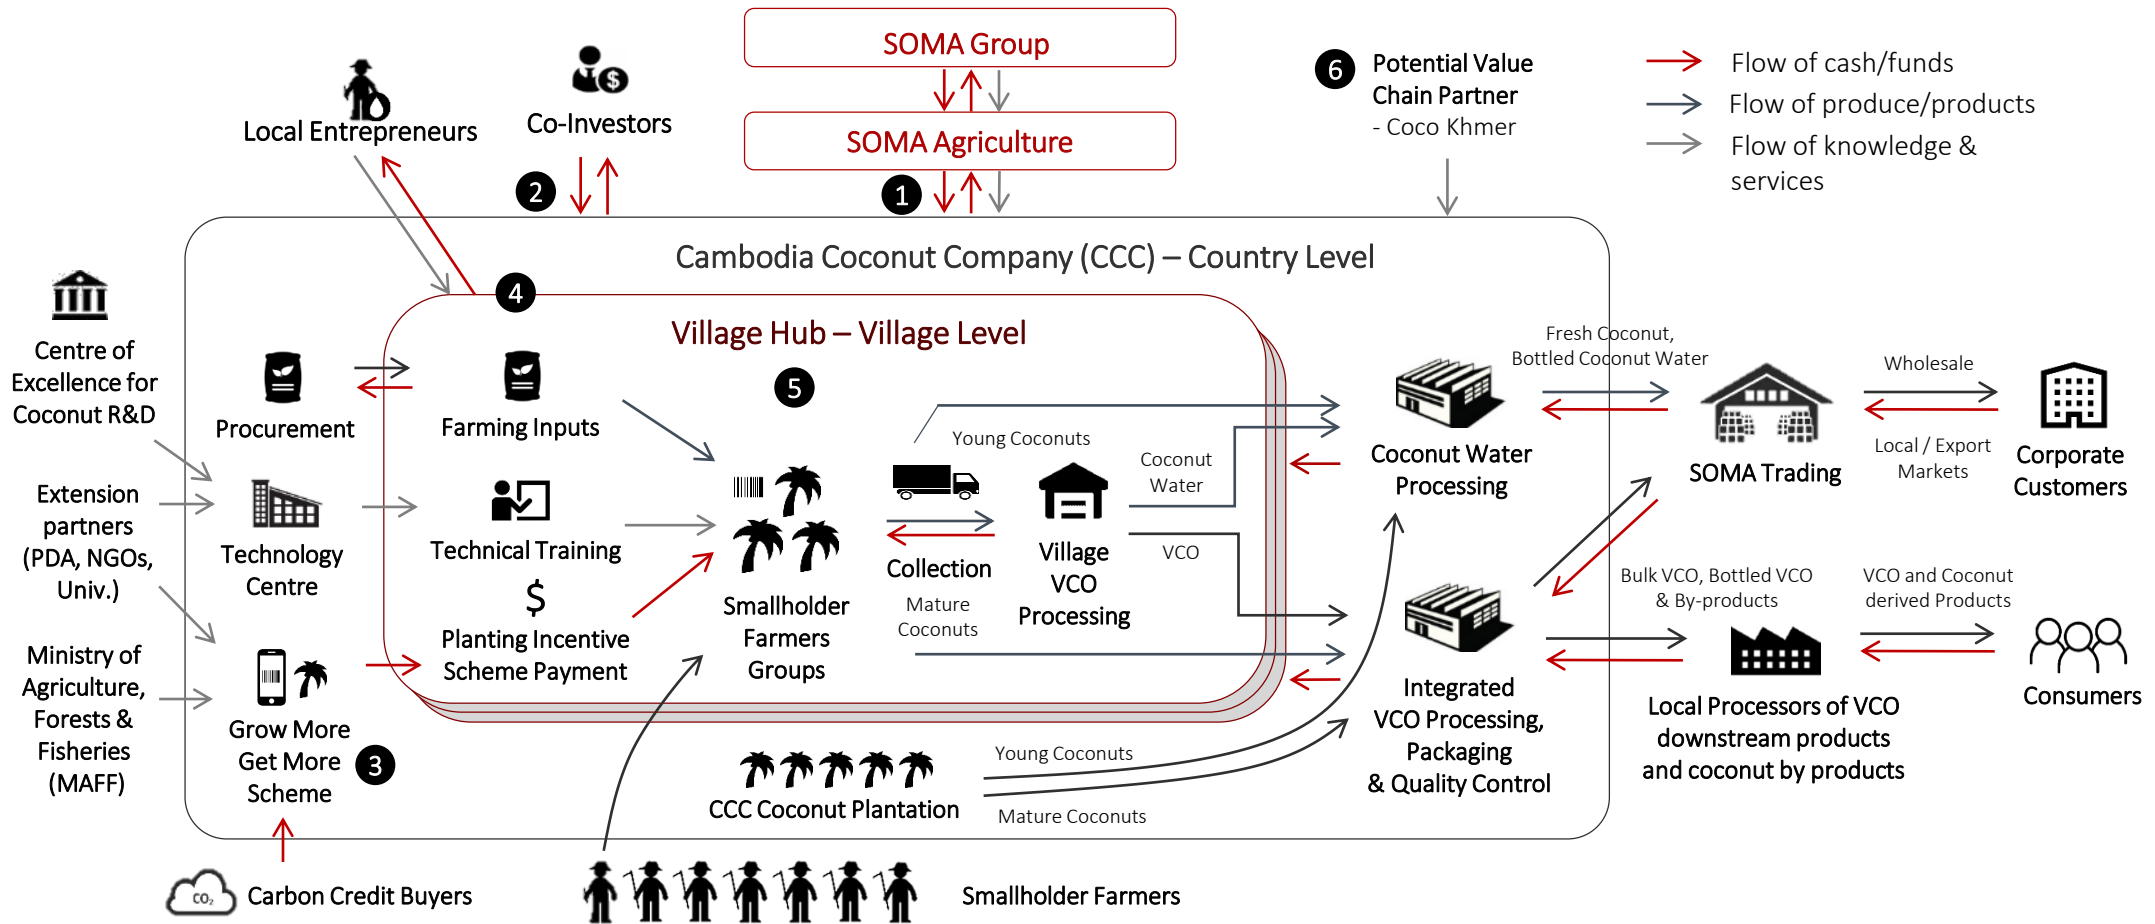 SOMA Group
SOMA Agriculture
Local Entrepreneurs
Co-Investors
6
Potential Value
Chain Partner
- Coco Khmer
Flow of cash/funds
Flow of produce/products
Flow of knowledge &
services
2
1
Cambodia Coconut Company (CCC) – Country Level
4
Village Hub – Village Level
5
Centre of
Excellence for
Coconut R&D
Extension
partners
(PDA, NGOs,
Univ.)
Ministry of
Agriculture,
Forests &
Fisheries
(MAFF)
Procurement
Technology
Centre
Grow More
Get More
Scheme
3
Farming Inputs
Technical Training
$
Planting Incentive
Scheme Payment
Smallholder
Farmers
Groups
Young Coconuts
Collection
Mature
Coconuts
Village
VCO
Processing
Coconut
Water
VCO
Coconut Water
Processing
Integrated
VCO Processing,
Packaging
& Quality Control
Fresh Coconut,
Bottled Coconut Water
SOMA Trading
Wholesale
Local / Export
Markets
Corporate
Customers
Bulk VCO, Bottled VCO
& By-products
VCO and Coconut
derived Products
Local Processors of VCO
downstream products
and coconut by products
Consumers
CCC Coconut Plantation
Young Coconuts
Mature Coconuts
CO₂
Carbon Credit Buyers
Smallholder Farmers
$